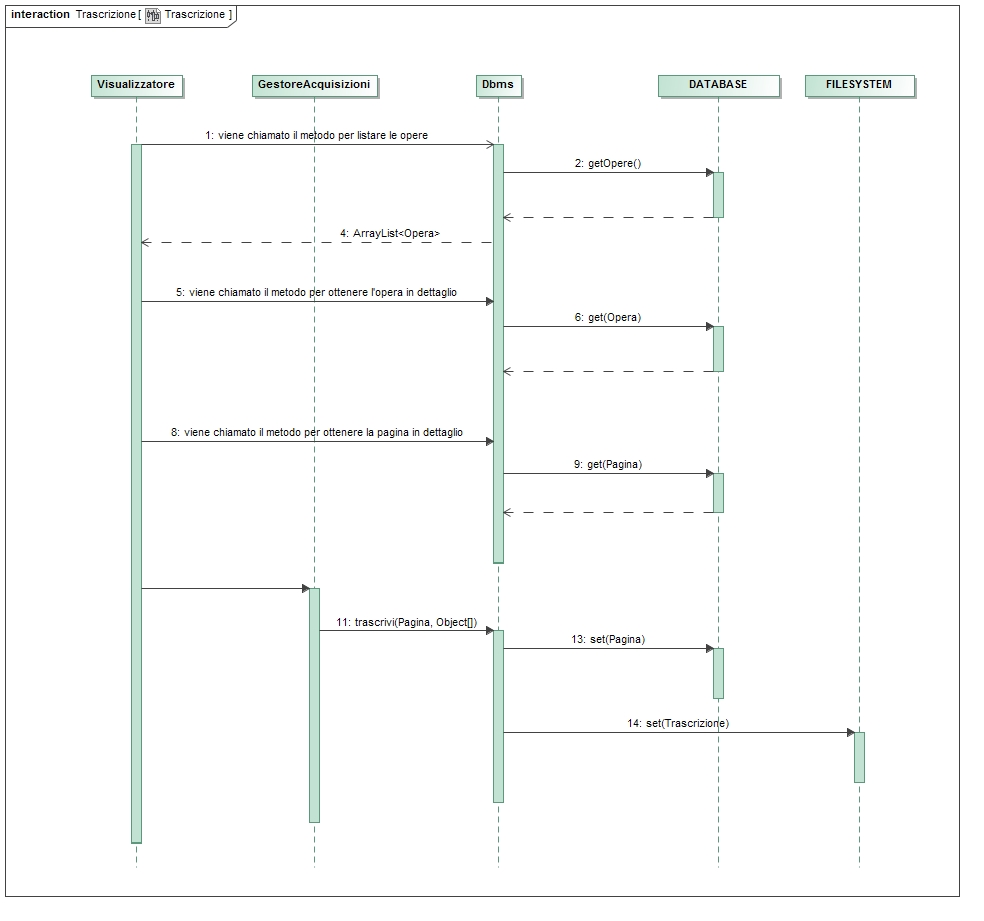 interaction Trascrizione [ Trascrizione ]
Visualizzatore
GestoreAcquisizioni
Dbms
DATABASE
FILESYSTEM
1: viene chiamato il metodo per listare le opere
2: getOpere()
4: ArrayList<Opera>
5: viene chiamato il metodo per ottenere l'opera in dettaglio
6: get(Opera)
8: viene chiamato il metodo per ottenere la pagina in dettaglio
9: get(Pagina)
11: trascrivi(Pagina, Object[])
13: set(Pagina)
14: set(Trascrizione)